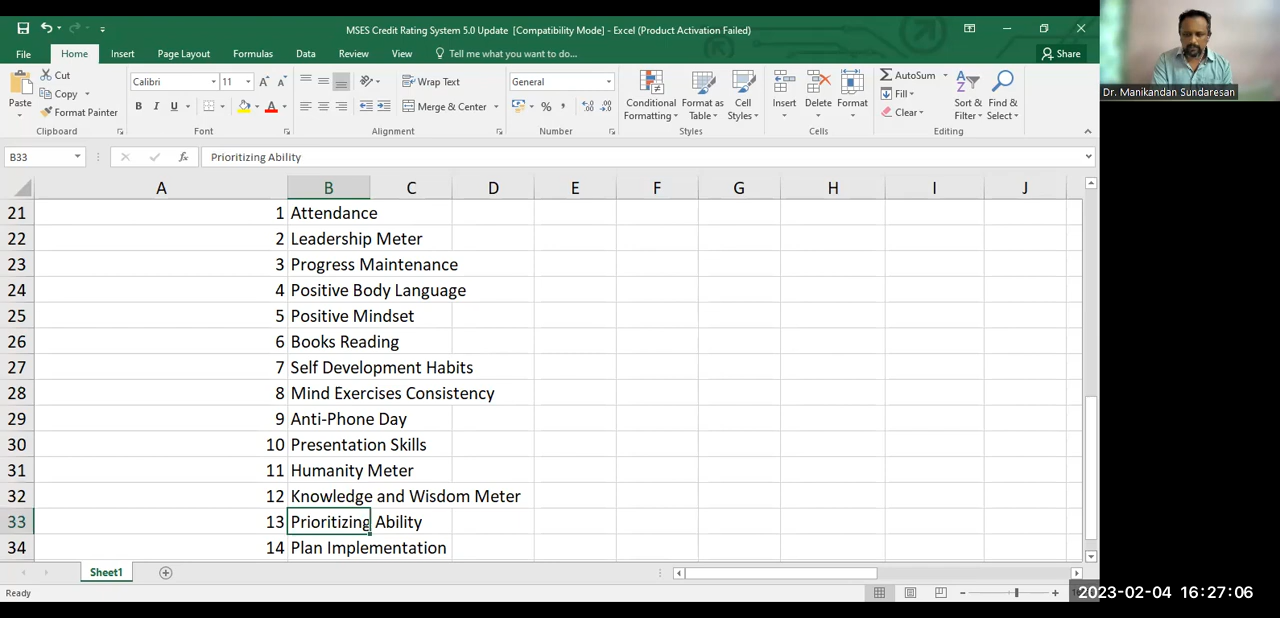 MSES Credit Rating System 5.0 Update [Compatibility Mode] - Excel (Product Activation Failed)
File Home Insert Page Layout Formulas Data Review View Tell me what you want to do... Share
Paste Cut Copy Format Painter Clipboard
Calibri 11 B I U A Font
Wrap Text Merge & Center Alignment
General % Number
Conditional Formatting Format as Table Cell Styles Styles
Insert Delete Format Cells
AutoSum Fill Clear Sort & Filter Find & Select Editing
Dr. Manikandan Sundaresan
B33 fx Prioritizing Ability
A B C D E F G H I J
21 1 Attendance
22 2 Leadership Meter
23 3 Progress Maintenance
24 4 Positive Body Language
25 5 Positive Mindset
26 6 Books Reading
27 7 Self Development Habits
28 8 Mind Exercises Consistency
29 9 Anti-Phone Day
30 10 Presentation Skills
31 11 Humanity Meter
32 12 Knowledge and Wisdom Meter
33 13 Prioritizing Ability
34 14 Plan Implementation
Sheet1
Ready
2023-02-04 16:27:06